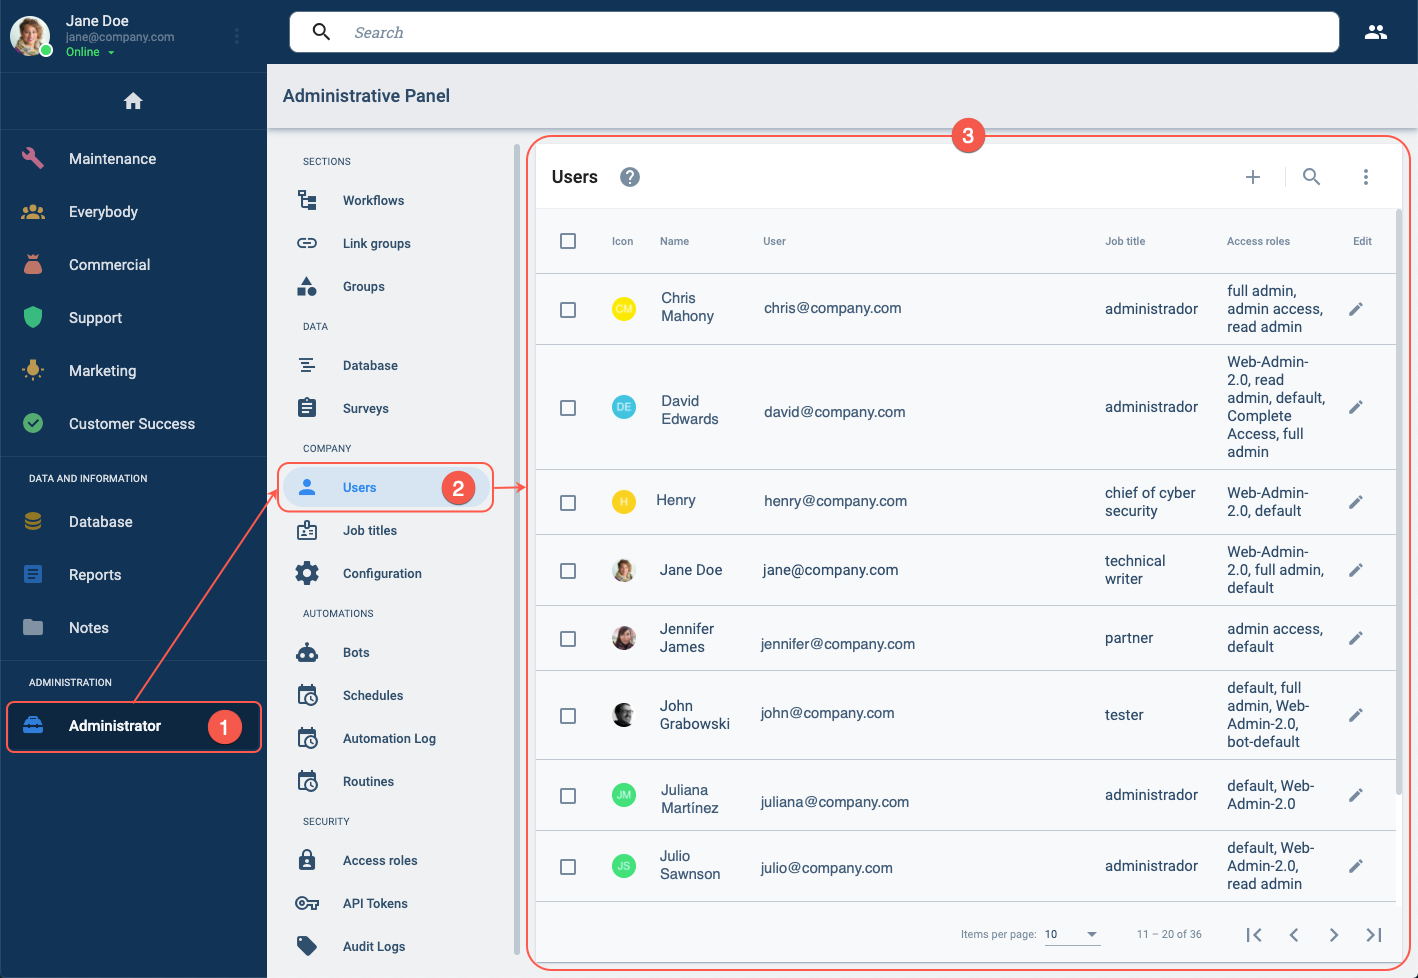 Jane Doe
jane@company.com
Online
Search
Maintenance
Everybody
Commercial
Support
Marketing
Customer Success
DATA AND INFORMATION
Database
Reports
Notes
ADMINISTRATION
Administrator
1
Administrative Panel
SECTIONS
Workflows
Link groups
Groups
DATA
Database
Surveys
COMPANY
Users
2
Job titles
Configuration
AUTOMATIONS
Bots
Schedules
Automation Log
Routines
SECURITY
Access roles
API Tokens
Audit Logs
3
Users ?
Icon Name User Job title Access roles Edit
CM
Chris
Mahony
chris@company.com
administrador
full admin,
admin access,
read admin
DE
David
Edwards
david@company.com
administrador
Web-Admin-
2.0, read
admin, default,
Complete
Access, full
admin
H
Henry
henry@company.com
chief of cyber
security
Web-Admin-
2.0, default
Jane Doe
jane@company.com
technical
writer
Web-Admin-
2.0, full admin,
default
Jennifer
James
jennifer@company.com
partner
admin access,
default
John
Grabowski
john@company.com
tester
default, full
admin, Web-
Admin-2.0,
bot-default
JM
Juliana
Martínez
juliana@company.com
administrador
default, Web-
Admin-2.0
JS
Julio
Sawnson
julio@company.com
administrador
default, Web-
Admin-2.0,
read admin
Items per page: 10 11 – 20 of 36